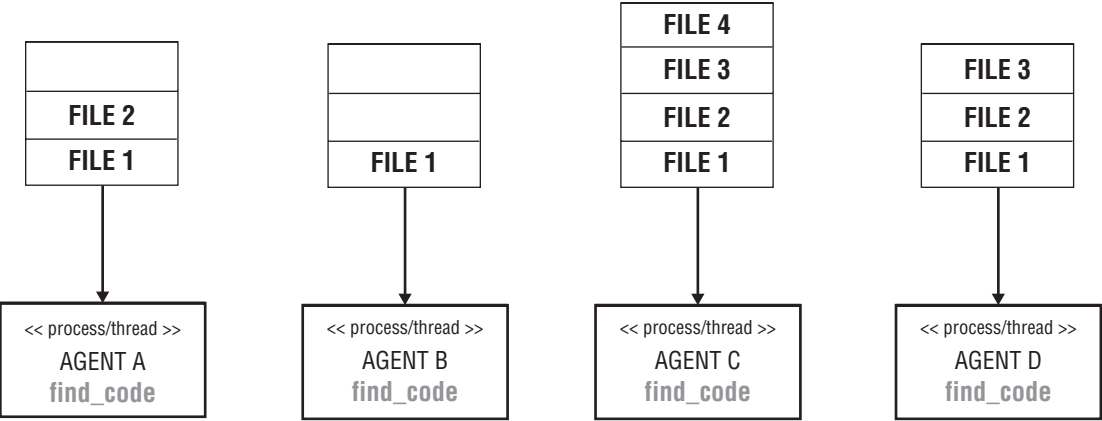 FILE 2
FILE 1
<< process/thread >>
AGENT A
find_code
FILE 1
<< process/thread >>
AGENT B
find_code
FILE 4
FILE 3
FILE 2
FILE 1
<< process/thread >>
AGENT C
find_code
FILE 3
FILE 2
FILE 1
<< process/thread >>
AGENT D
find_code